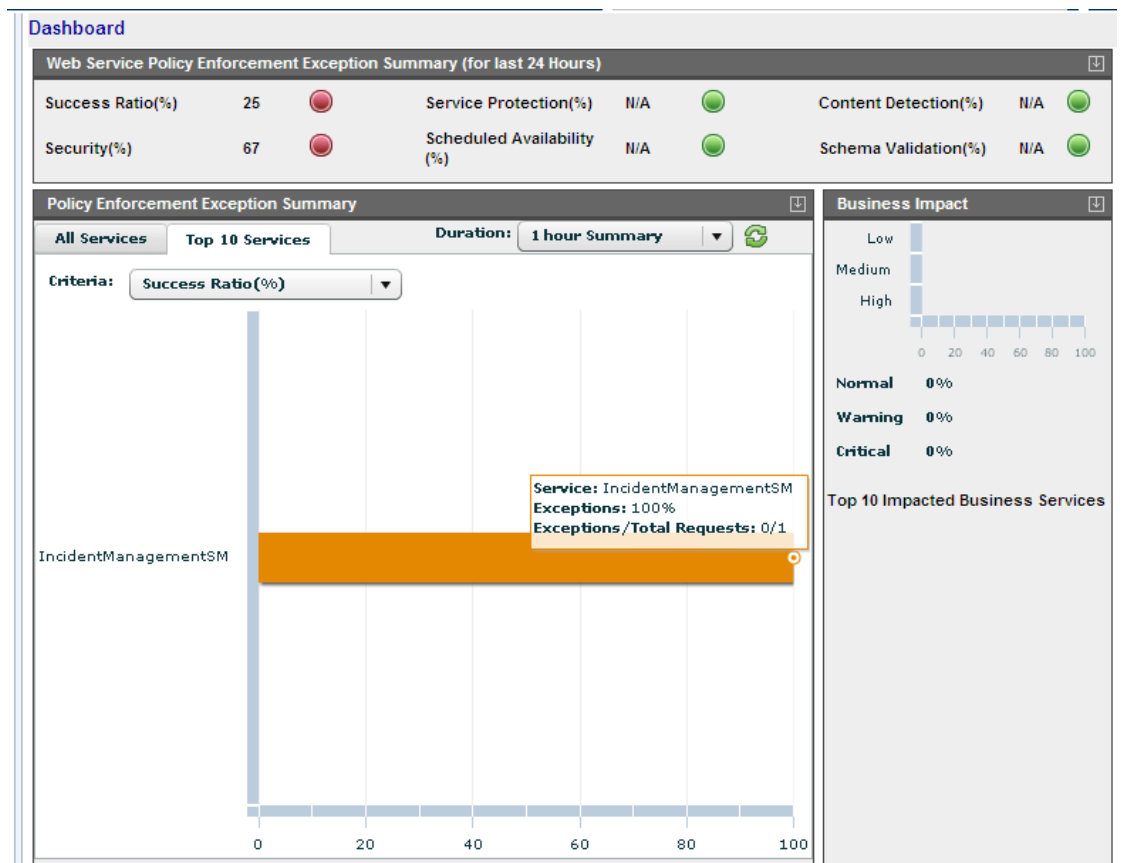 Dashboard
Web Service Policy Enforcement Exception Summary (for last 24 Hours)
Success Ratio(%) 25 Service Protection(%) N/A Content Detection(%) N/A
Security(%) 67 Scheduled Availability (%) N/A Schema Validation(%) N/A
Policy Enforcement Exception Summary
All Services Top 10 Services Duration: 1 hour Summary
Criteria: Success Ratio(%)
Service: IncidentManagementSM
Exceptions: 100%
Exceptions/Total Requests: 0/1
IncidentManagementSM
0 20 40 60 80 100
Business Impact
Low
Medium
High
0 20 40 60 80 100
Normal 0%
Warning 0%
Critical 0%
Top 10 Impacted Business Services